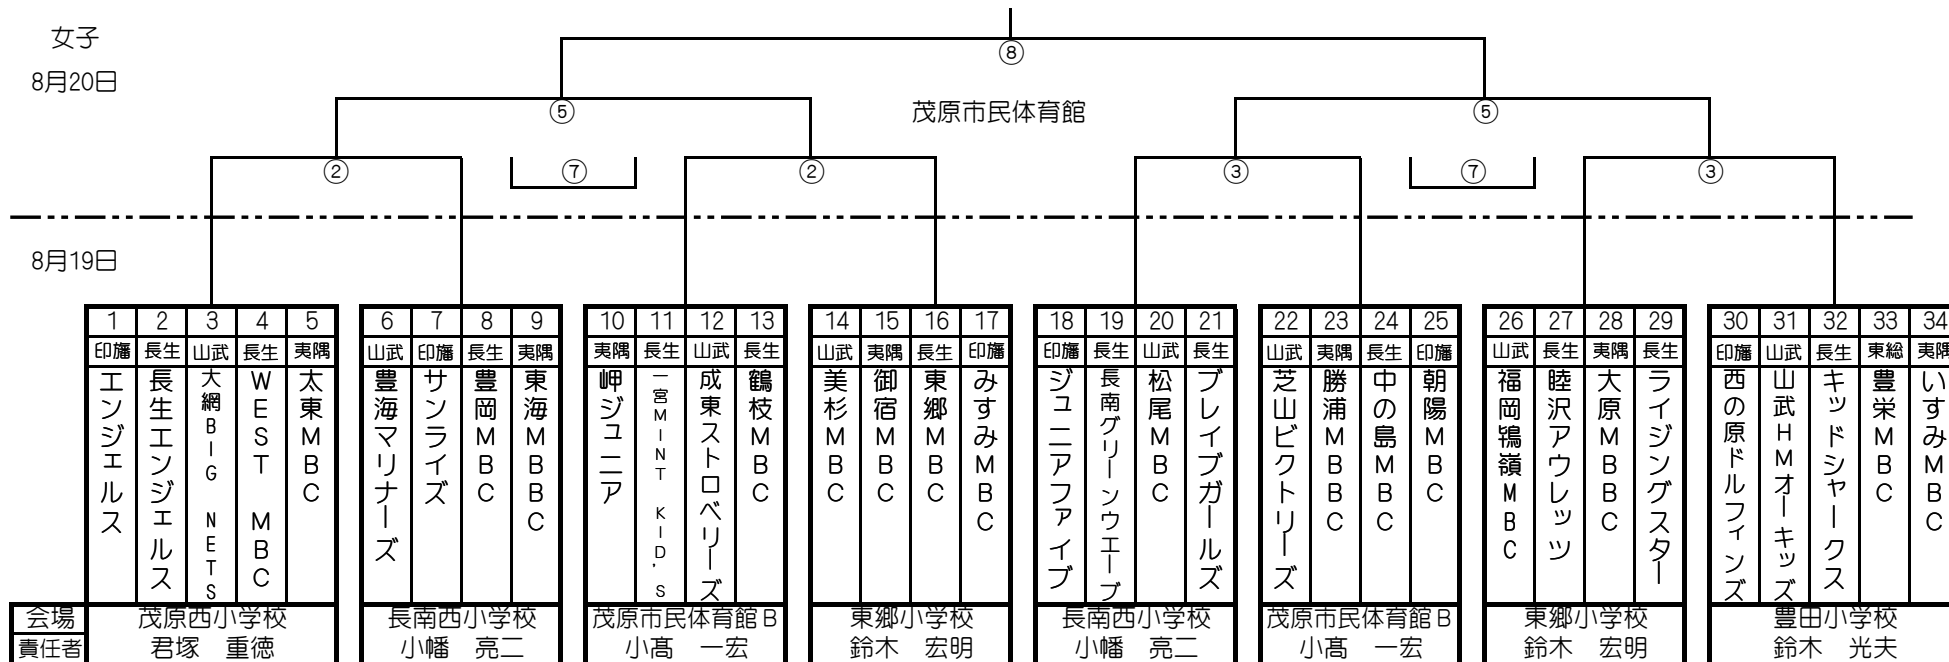 女子
8月20日
⑧
⑤
⑤
茂原市民体育館
②
⑦
②
③
⑦
③
8月19日
1 2 3 4 5 6 7 8 9 10 11 12 13 14 15 16 17 18 19 20 21 22 23 24 25 26 27 28 29 30 31 32 33 34
印旛 長生 山武 長生 夷隅 山武 印旛 長生 夷隅 夷隅 長生 山武 長生 山武 夷隅 長生 印旛 印旛 長生 山武 長生 山武 夷隅 長生 印旛 山武 長生 夷隅 長生 印旛 山武 長生 東総 夷隅
エンジェルス
長生エンジェルス
大網BIG NETS
WEST MBC
太東MBC
豊海マリナーズ
サンライズ
豊岡MBC
東海MBBC
岬ジュニア
一宮MINT KID'S
成東ストロベリーズ
鶴枝MBC
美杉MBC
御宿MBC
東郷MBC
みすみMBC
ジュニアファイブ
長南グリーンウエーブ
松尾MBC
ブレイブガールズ
芝山ビクトリーズ
勝浦MBBC
中の島MBC
朝陽MBC
福岡鴇嶺MBC
睦沢アウレッツ
大原MBBC
ライジングスター
西の原ドルフィンズ
山武HMオーキッズ
キッドシャークス
豊栄MBC
いすみMBC
会場 茂原西小学校 長南西小学校 茂原市民体育館B 東郷小学校 長南西小学校 茂原市民体育館B 東郷小学校 豊田小学校
責任者 君塚 重徳 小幡 亮二 小髙 一宏 鈴木 宏明 小幡 亮二 小髙 一宏 鈴木 宏明 鈴木 光夫